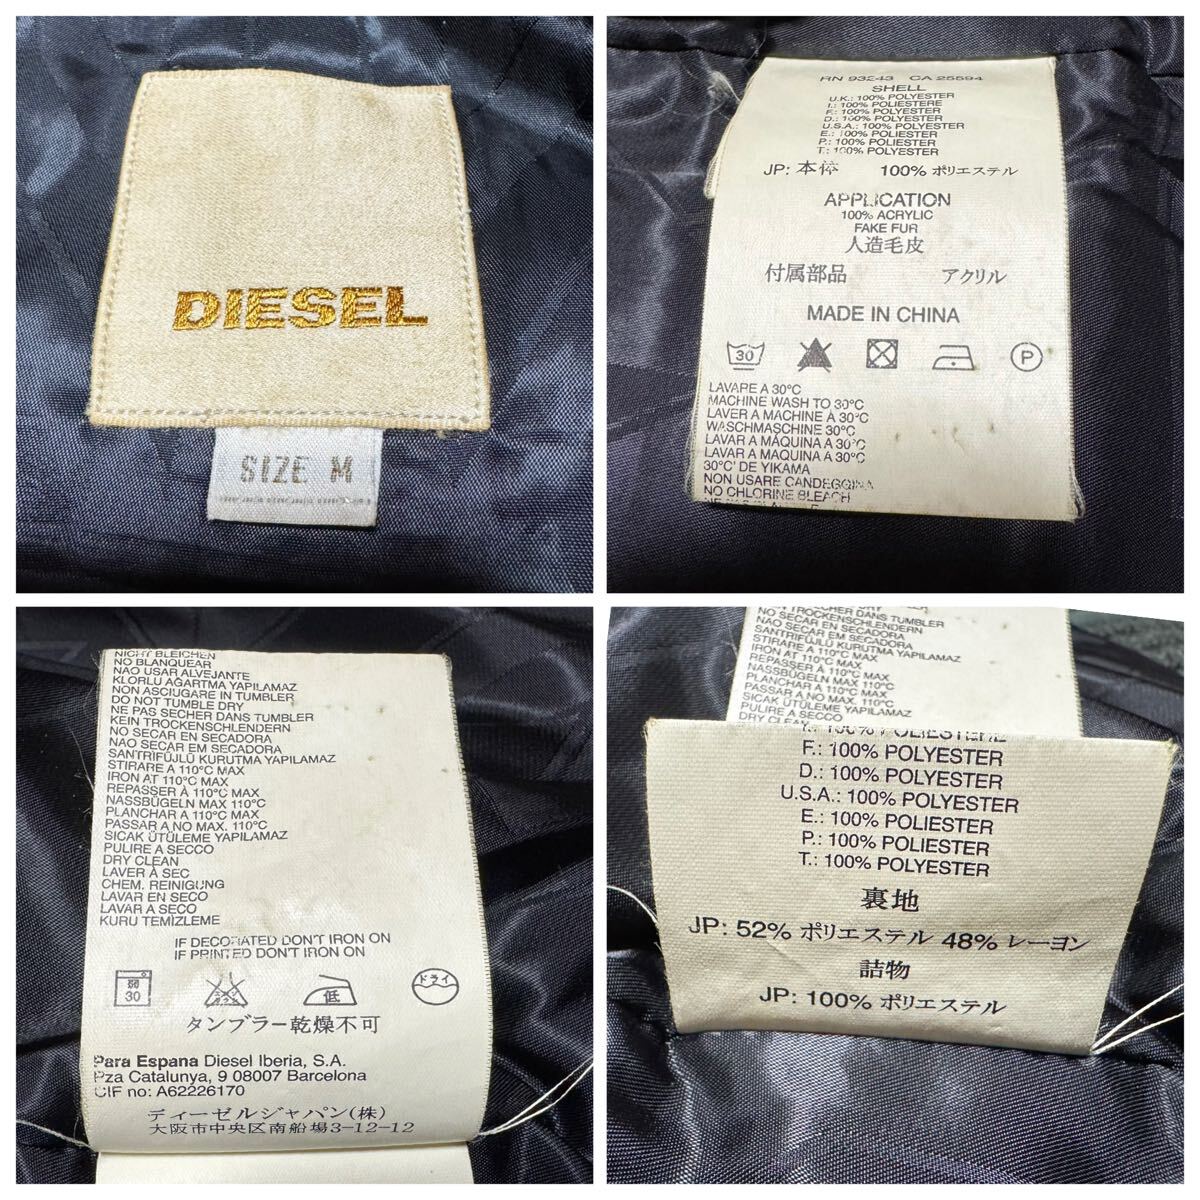 DIESEL
SIZE M
RN 93243 CA 25594
SHELL
U.K.: 100% POLYESTER
I.: 100% POLIESTERE
F.: 100% POLYESTER
D.: 100% POLYESTER
U.S.A.: 100% POLYESTER
E.: 100% POLIESTER
P.: 100% POLIESTER
T.: 100% POLYESTER
JP: 本体 100% ポリエステル
APPLICATION
100% ACRYLIC
FAKE FUR
人造毛皮
付属部品 アクリル
MADE IN CHINA
30 P
LAVARE A 30°C
MACHINE WASH TO 30°C
LAVER A MACHINE À 30°C
WASCHMASCHINE 30°C
LAVAR A MÁQUINA A 30°C
LAVAR A MAQUINA A 30°C
30°C' DE YIKAMA
NON USARE CANDEGGINA
NO CHLORINE BLEACH
NICHT BLEICHEN
NO BLANQUEAR
NAO USAR ALVEJANTE
KLORLU AĞARTMA YAPILAMAZ
NON ASCIUGARE IN TUMBLER
DO NOT TUMBLE DRY
NE PAS SECHER DANS TUMBLER
KEIN TROCKENSCHLENDERN
NO SECAR EN SECADORA
NAO SECAR EM SECADORA
SANTRIFÜJLÜ KURUTMA YAPILAMAZ
STIRARE A 110°C MAX
IRON AT 110°C MAX
REPASSER À 110°C MAX
NASSBÜGELN MAX 110°C
PLANCHAR A 110°C MAX
PASSAR A NO MAX. 110°C
SICAK ÜTÜLEME YAPILAMAZ
PULIRE A SECCO
DRY CLEAN
LAVER À SEC
CHEM. REINIGUNG
LAVAR EN SECO
LAVAR A SECO
KURU TEMIZLEME
IF DECORATED DON'T IRON ON
IF PRINTED DON'T IRON ON
30 低 ドライ
タンブラー乾燥不可
Para Espana Diesel Iberia, S.A.
Pza Catalunya, 9 08007 Barcelona
CIF no: A62226170
ディーゼルジャパン(株)
大阪市中央区南船場3-12-12
DANS TUMBLER
TROCKENSCHLENDERN
NO SECAR EN SECADORA
NAO SECAR EM SECADORA
SANTRIFÜJLÜ KURUTMA YAPILAMAZ
STIRARE A 110°C MAX
IRON AT 110°C MAX
REPASSER À 110°C MAX
NASSBÜGELN MAX 110°C
PLANCHAR A 110°C MAX
PASSAR A NO MAX. 110°C
SICAK ÜTÜLEME YAPILAMAZ
PULIRE A SECCO
DRY CLEAN
F.: 100% POLYESTER
D.: 100% POLYESTER
U.S.A.: 100% POLYESTER
E.: 100% POLIESTER
P.: 100% POLIESTER
T.: 100% POLYESTER
裏地
JP: 52% ポリエステル 48% レーヨン
詰物
JP: 100% ポリエステル